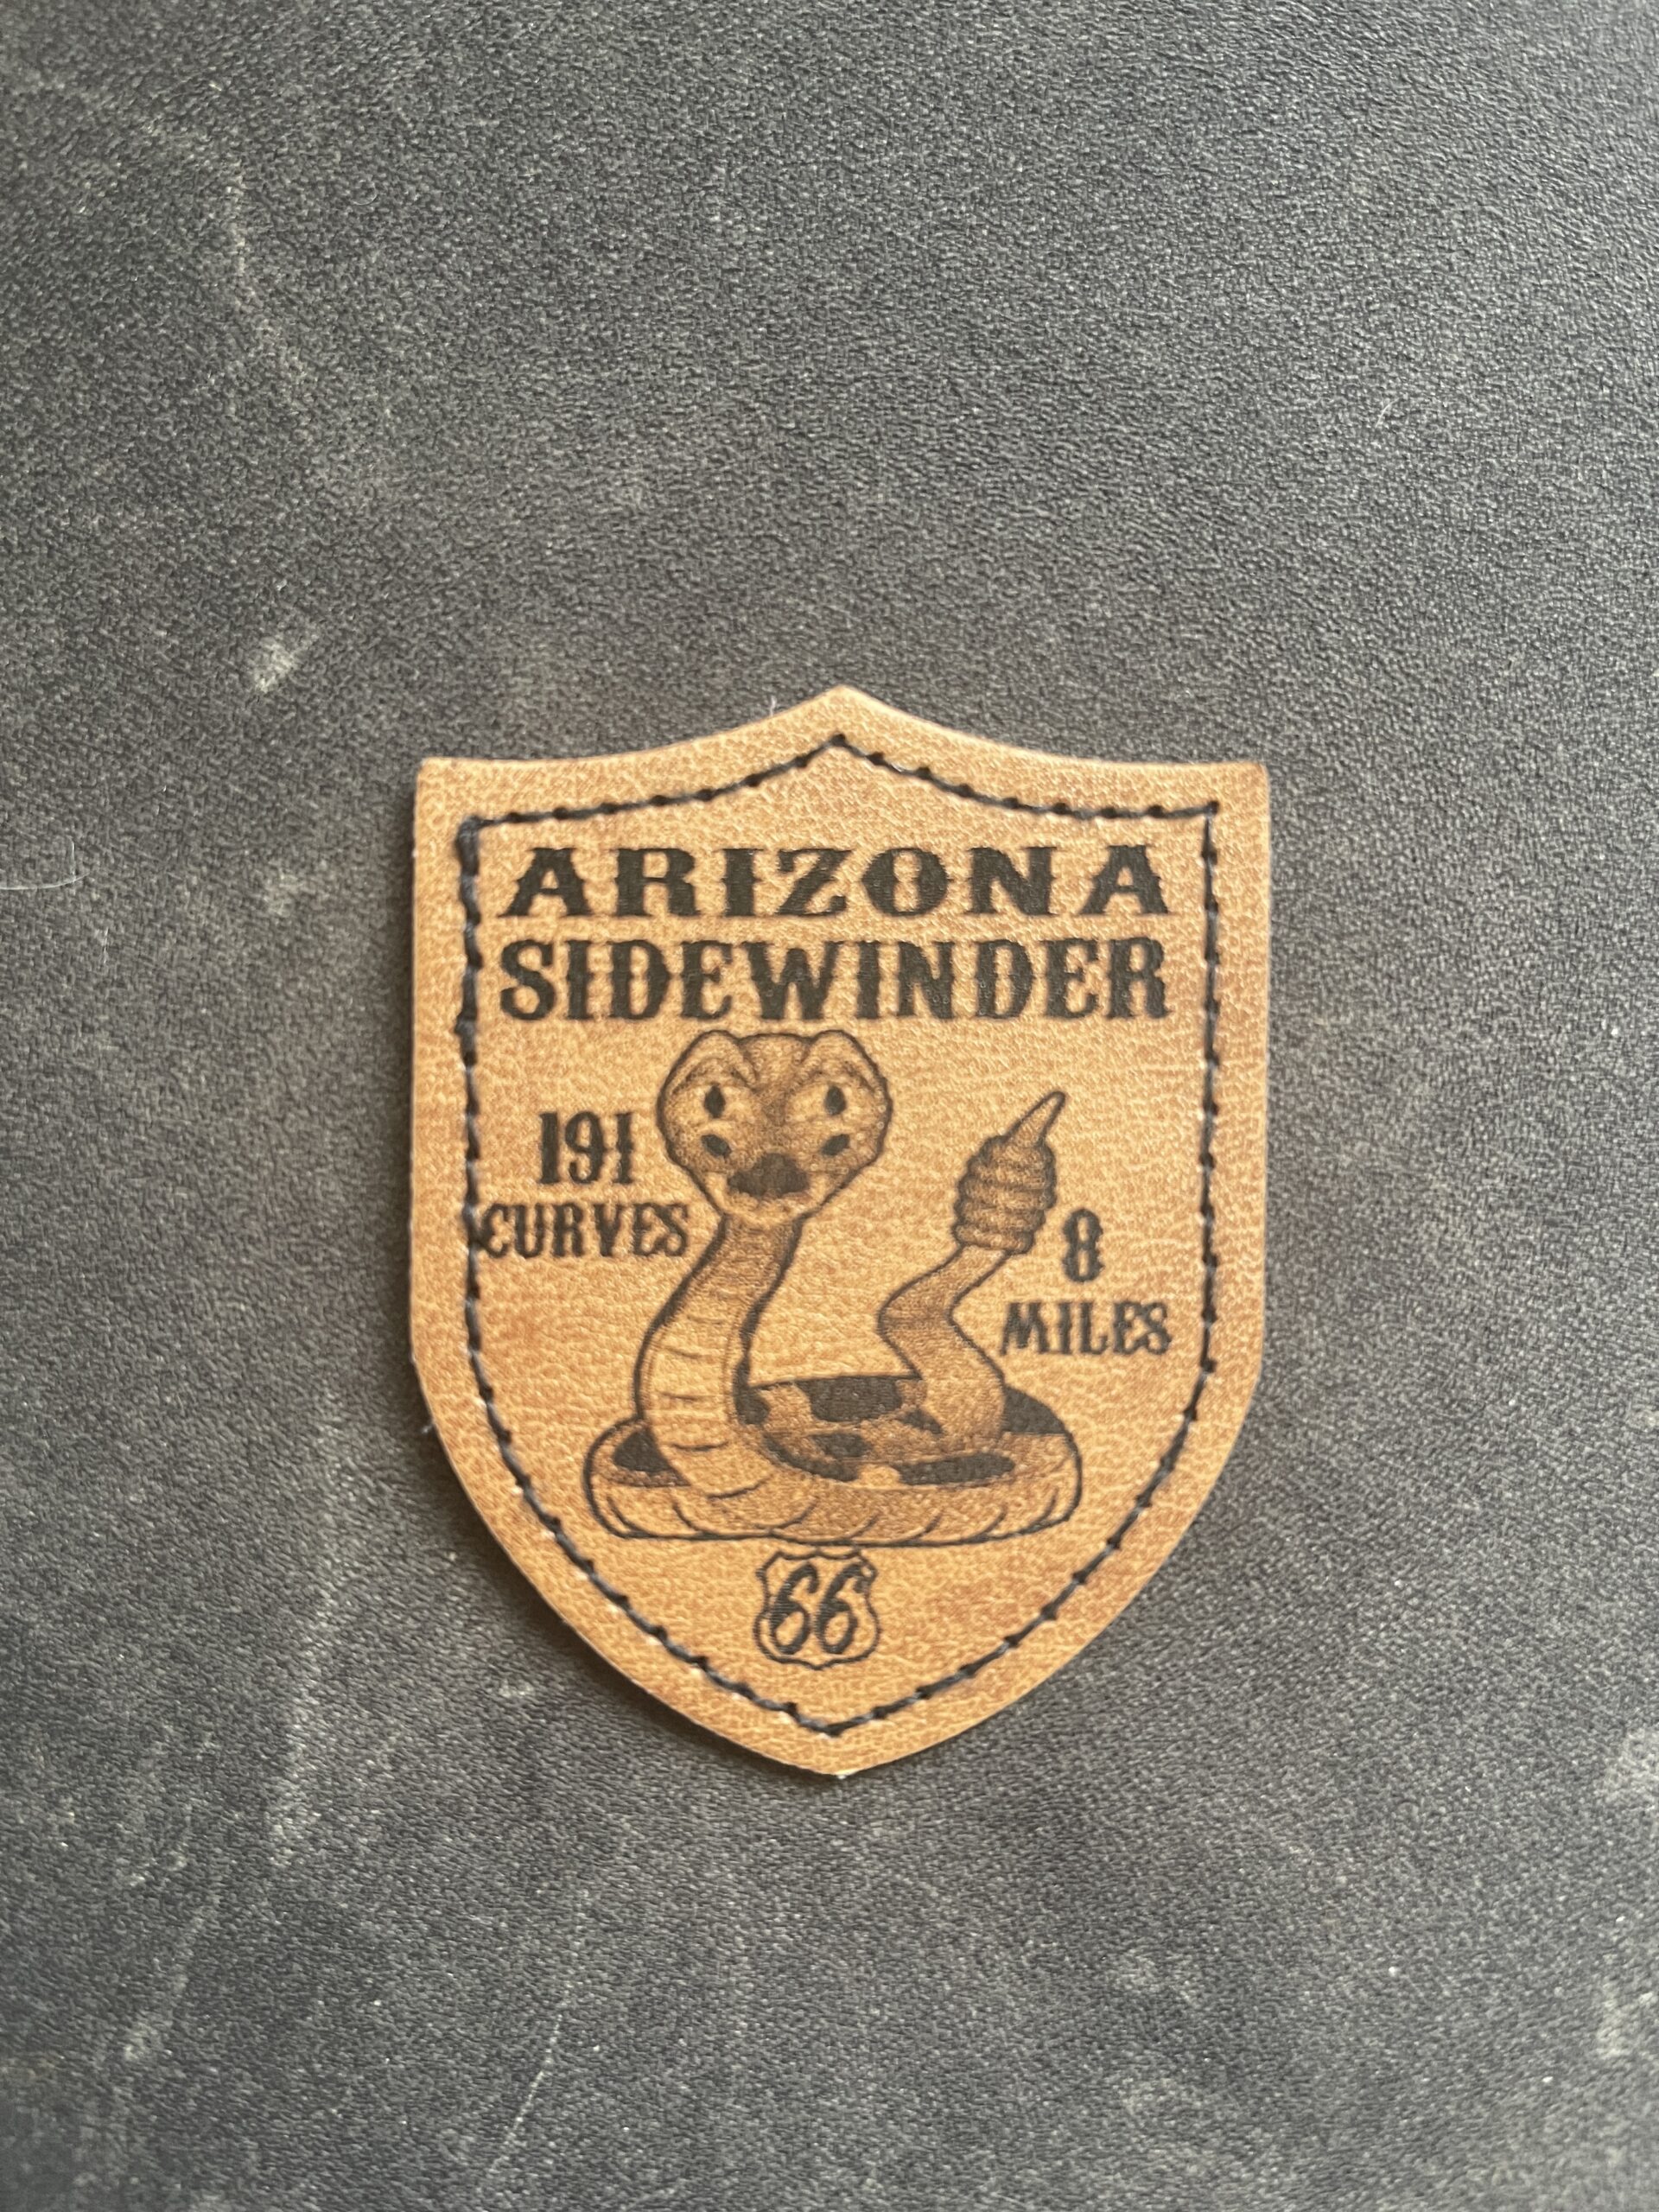 ARIZONA
SIDEWINDER
191
CURVES
8
MILES
66